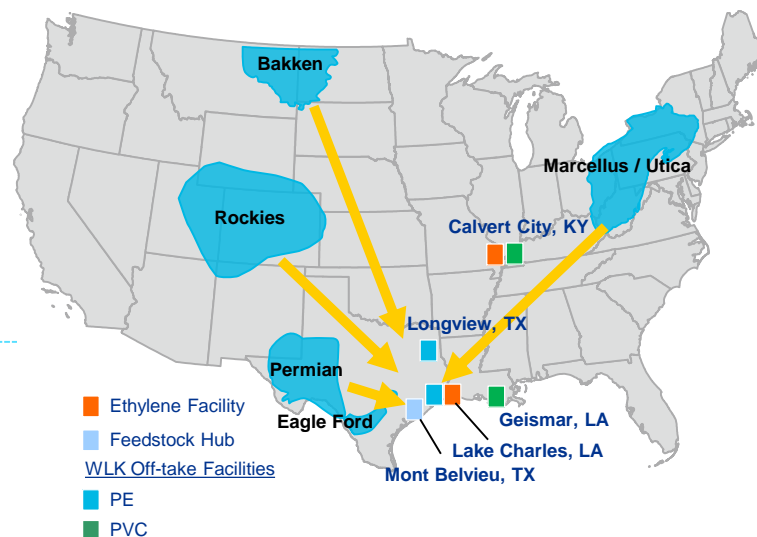 Bakken
Marcellus / Utica
Rockies
Calvert City, KY
Longview, TX
Permian
Eagle Ford
Ethylene Facility
Geismar, LA
Feedstock Hub
Lake Charles, LA
WLK Off-take Facilities
Mont Belvieu, TX
PE
PVC